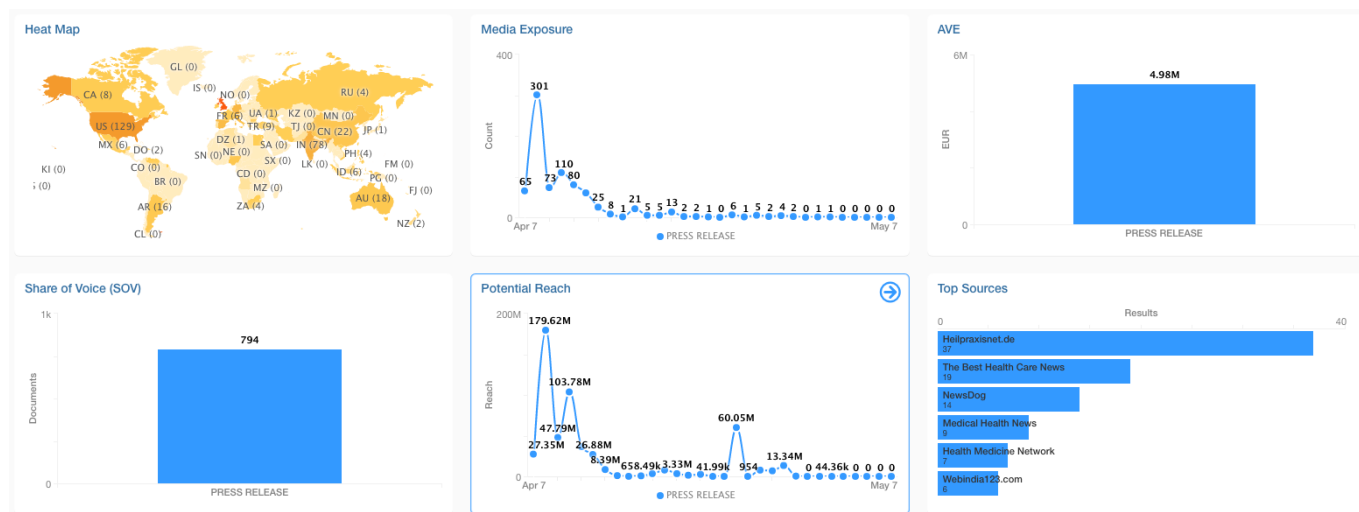 Heat Map
GL (0)
IS (0)
NO (0)
RU (4)
CA (8)
FR (6)
UA (1)
KZ (0)
MN (0)
US (129)
TR (9)
TJ (0)
CN (22)
JP (1)
MX (6)
DO (2)
DZ (1)
SA (0)
IN (78)
SN (0)
NE (0)
SX (0)
LK (0)
PH (4)
FM (0)
KI (0)
CO (0)
CD (0)
ID (6)
PG (0)
(0)
BR (0)
MZ (0)
FJ (0)
AR (16)
ZA (4)
AU (18)
NZ (2)
CL (0)
Media Exposure
400
Count
0
301
65
73
110
80
25
8
1
21
5
5
13
2
2
1
0
6
1
5
2
4
2
0
1
1
0
0
0
0
0
Apr 7
May 7
PRESS RELEASE
AVE
6M
EUR
0
4.98M
PRESS RELEASE
Share of Voice (SOV)
1k
Documents
0
794
PRESS RELEASE
Potential Reach
200M
Reach
0
179.62M
103.78M
47.79M
27.35M
26.88M
8.39M
658.49k
3.33M
41.99k
60.05M
954
13.34M
0
44.36k
0
0
0
0
Apr 7
May 7
PRESS RELEASE
Top Sources
Results
0
40
Heilpraxisnet.de
37
The Best Health Care News
19
NewsDog
14
Medical Health News
9
Health Medicine Network
7
Webindia123.com
6